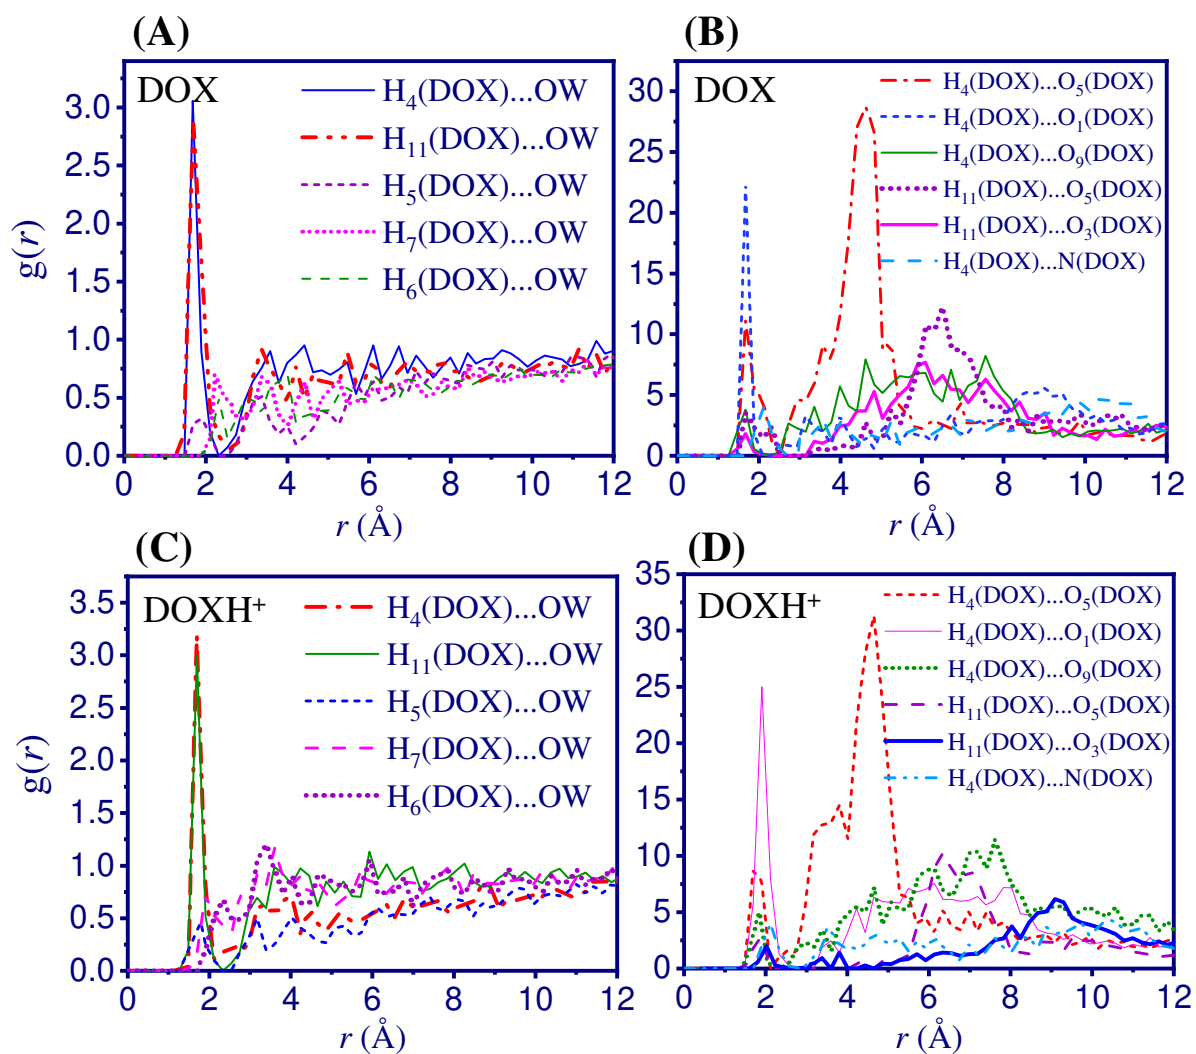 (A)
DOX
H₄(DOX)...OW
H₁₁(DOX)...OW
H₅(DOX)...OW
H₇(DOX)...OW
H₆(DOX)...OW
g(r)
3.0
2.5
2.0
1.5
1.0
0.5
0.0
0 2 4 6 8 10 12
r (Å)
(B)
DOX
H₄(DOX)...O₅(DOX)
H₄(DOX)...O₁(DOX)
H₄(DOX)...O₉(DOX)
H₁₁(DOX)...O₅(DOX)
H₁₁(DOX)...O₃(DOX)
H₄(DOX)...N(DOX)
30
25
20
15
10
5
0
0 2 4 6 8 10 12
r (Å)
(C)
DOXH⁺
H₄(DOX)...OW
H₁₁(DOX)...OW
H₅(DOX)...OW
H₇(DOX)...OW
H₆(DOX)...OW
g(r)
3.5
3.0
2.5
2.0
1.5
1.0
0.5
0.0
0 2 4 6 8 10 12
r (Å)
(D)
DOXH⁺
H₄(DOX)...O₅(DOX)
H₄(DOX)...O₁(DOX)
H₄(DOX)...O₉(DOX)
H₁₁(DOX)...O₅(DOX)
H₁₁(DOX)...O₃(DOX)
H₄(DOX)...N(DOX)
35
30
25
20
15
10
5
0
0 2 4 6 8 10 12
r (Å)